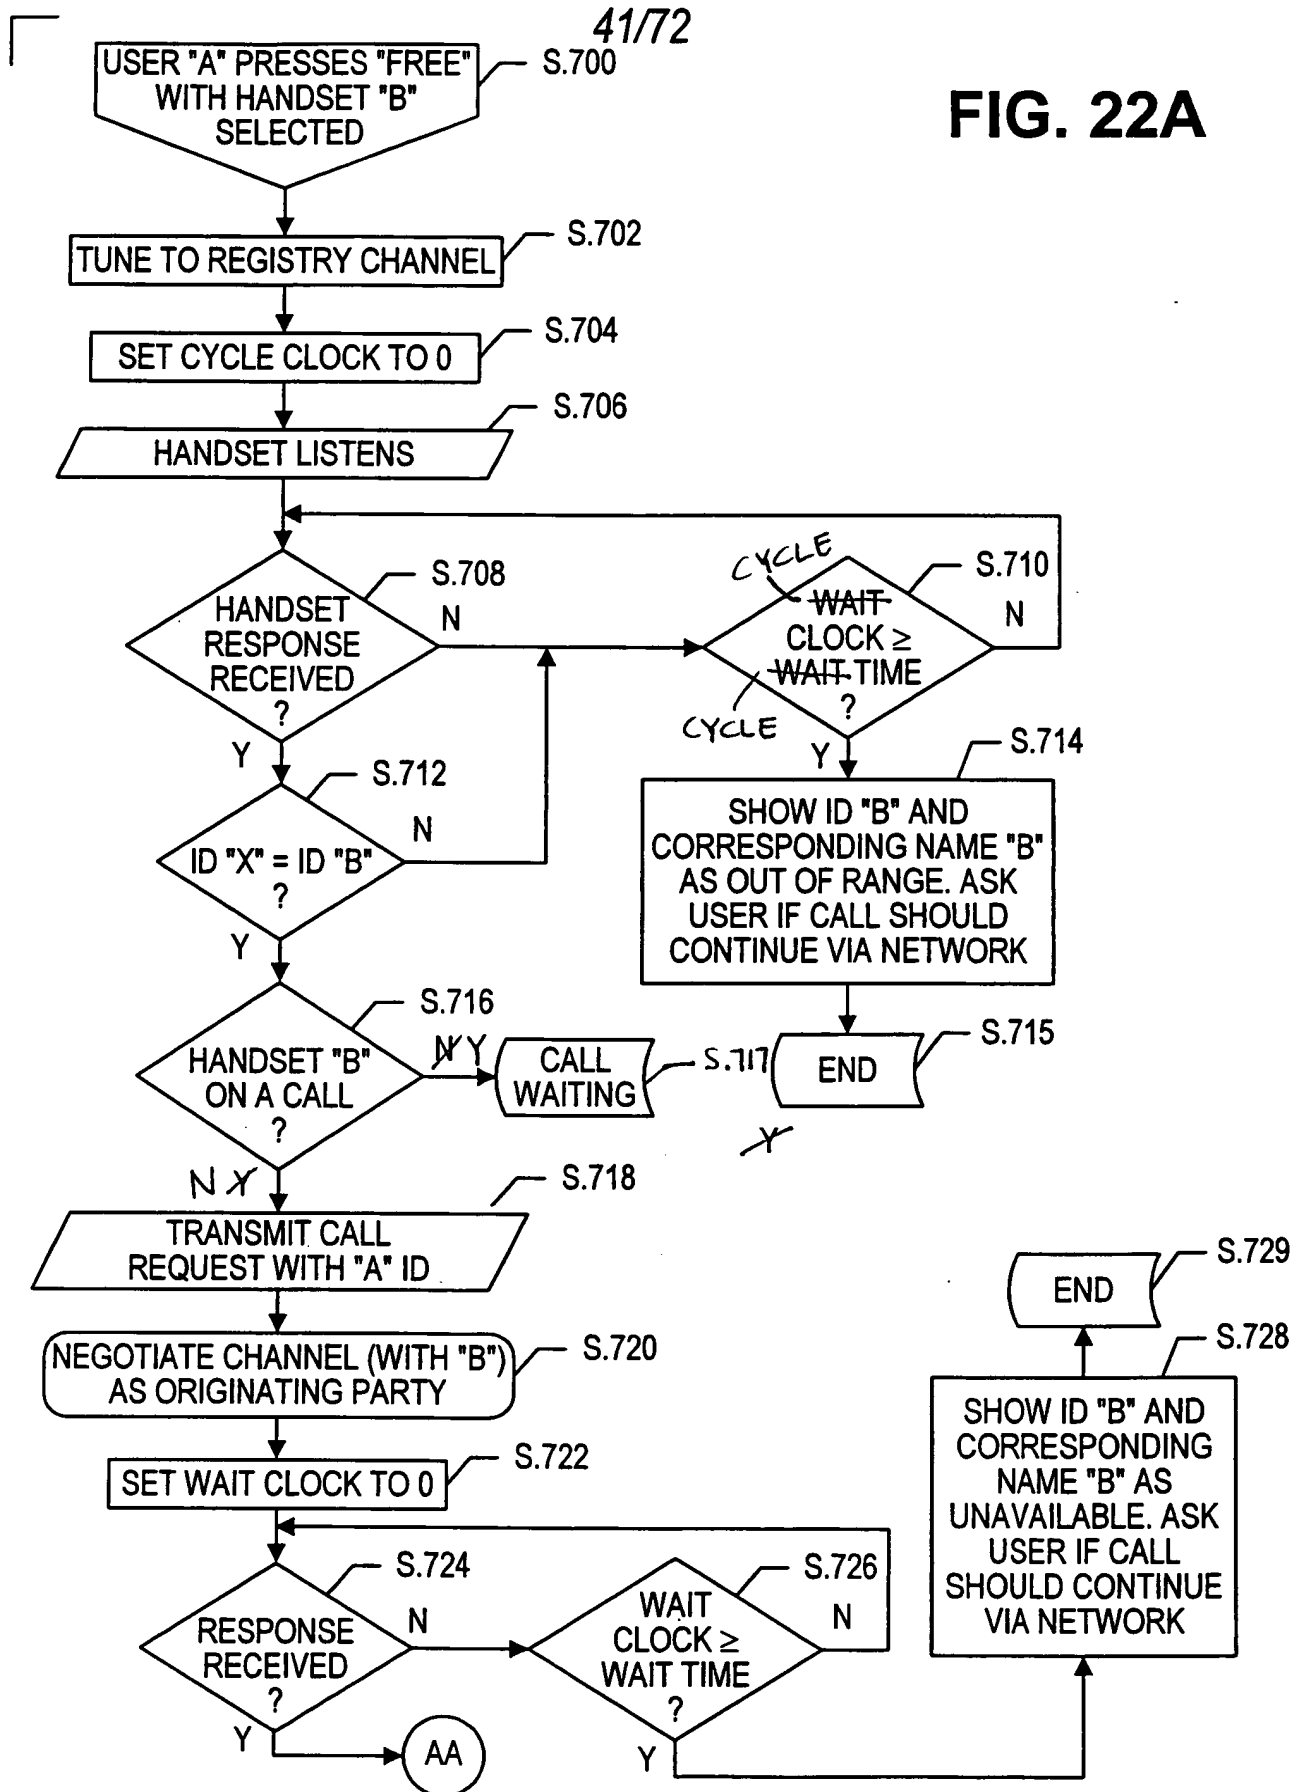 41/72
FIG. 22A
USER "A" PRESSES "FREE"
WITH HANDSET "B"
SELECTED
S.700
TUNE TO REGISTRY CHANNEL
S.702
SET CYCLE CLOCK TO 0
S.704
HANDSET LISTENS
S.706
HANDSET
RESPONSE
RECEIVED
?
S.708
N
Y
CYCLE
WAIT
CLOCK ≥
WAIT TIME
?
CYCLE
S.710
N
Y
ID "X" = ID "B"
?
S.712
N
Y
SHOW ID "B" AND
CORRESPONDING NAME "B"
AS OUT OF RANGE. ASK
USER IF CALL SHOULD
CONTINUE VIA NETWORK
S.714
END
S.715
Y
HANDSET "B"
ON A CALL
?
S.716
N Y
CALL
WAITING
S.717
N Y
TRANSMIT CALL
REQUEST WITH "A" ID
S.718
NEGOTIATE CHANNEL (WITH "B")
AS ORIGINATING PARTY
S.720
SET WAIT CLOCK TO 0
S.722
RESPONSE
RECEIVED
?
S.724
N
Y
AA
WAIT
CLOCK ≥
WAIT TIME
?
S.726
N
Y
SHOW ID "B" AND
CORRESPONDING
NAME "B" AS
UNAVAILABLE. ASK
USER IF CALL
SHOULD CONTINUE
VIA NETWORK
S.728
END
S.729